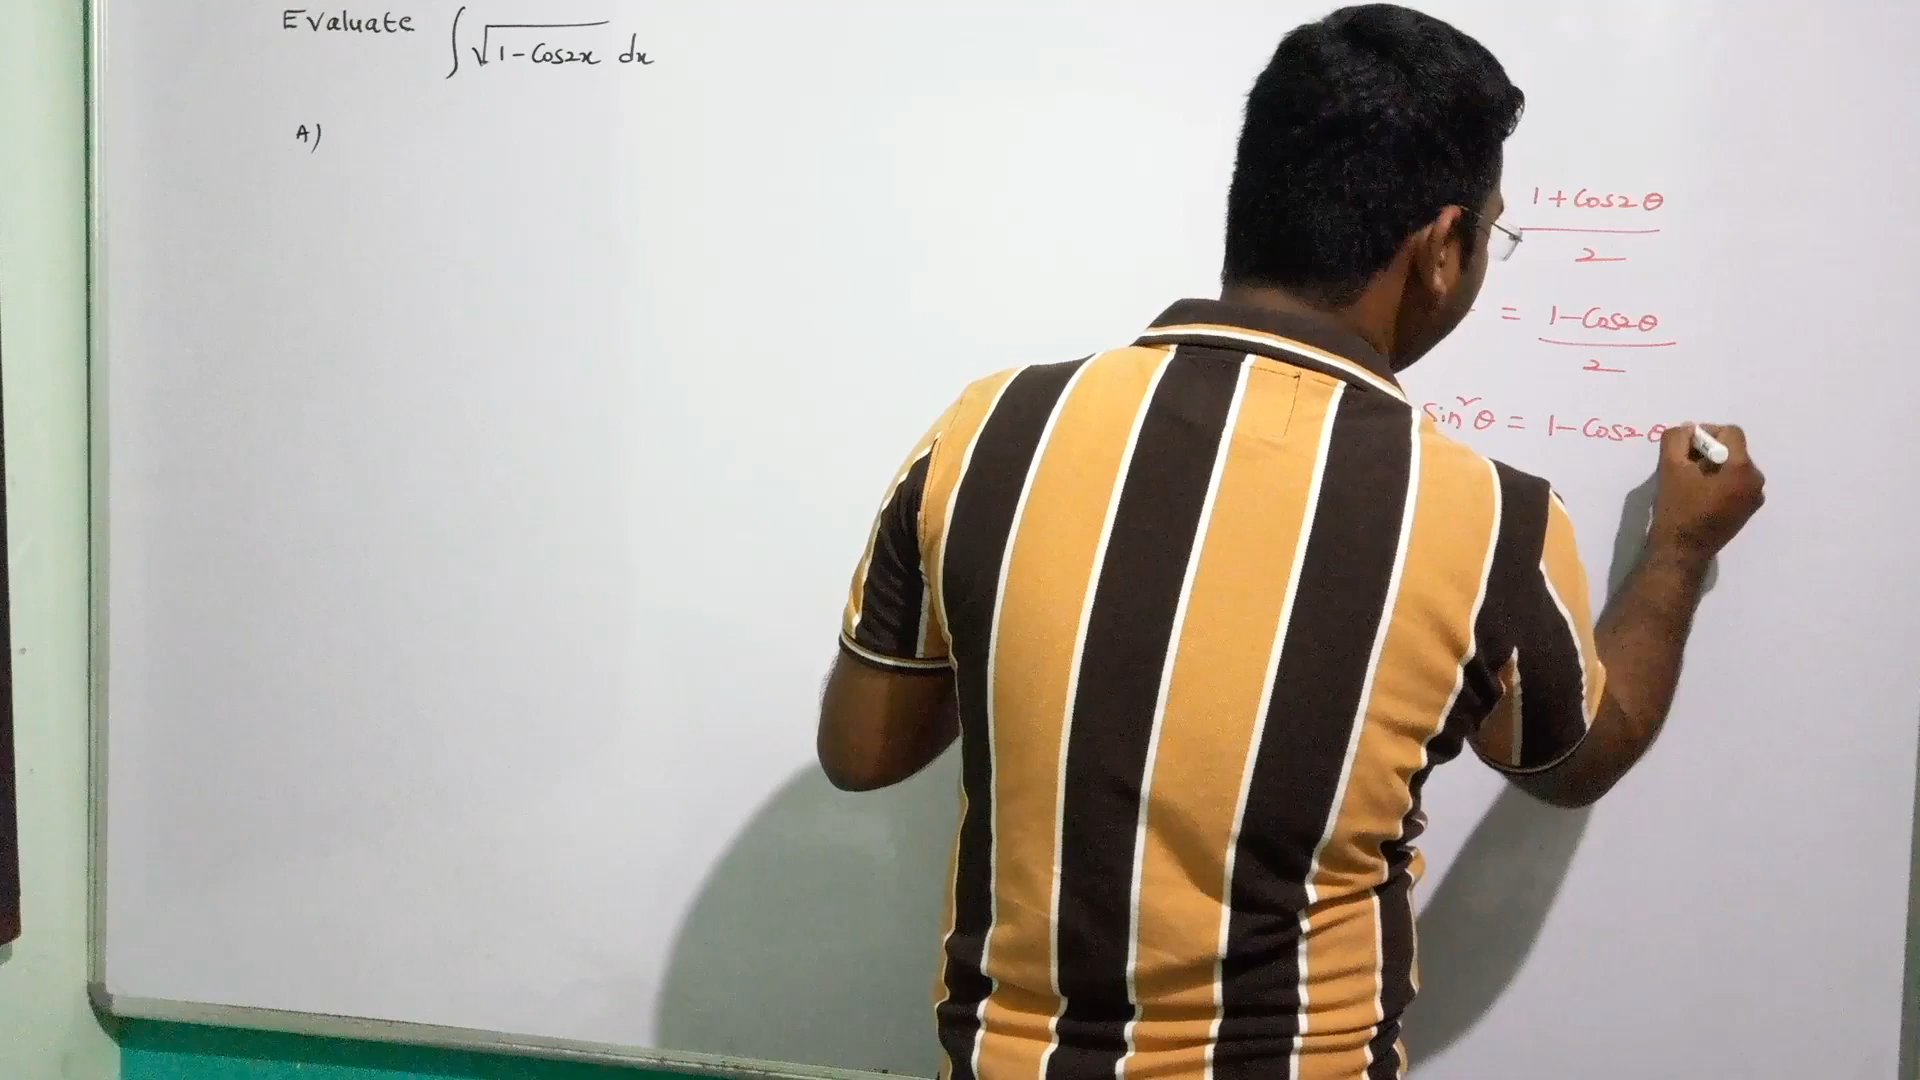 Evaluate ∫√(1-Cos2x) dx
A)
1+Cos2θ
2
= 1-Cos2θ
2
Sin²θ = 1-Cos2θ